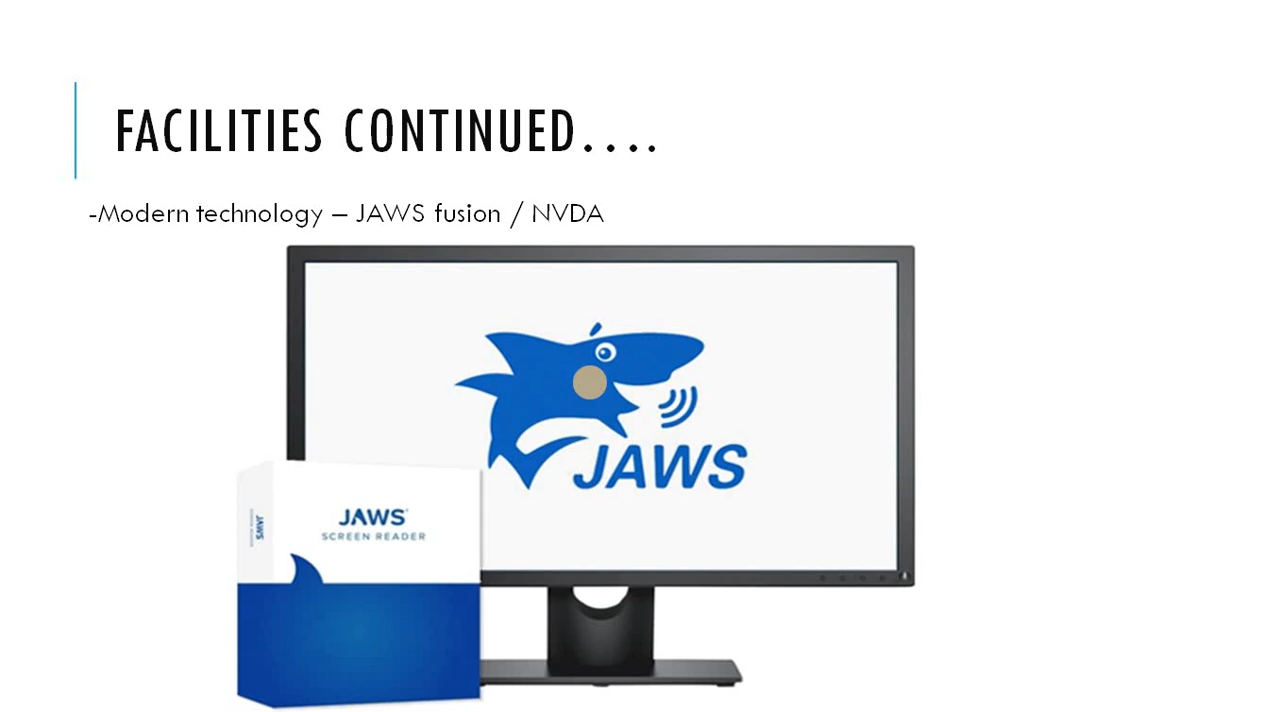 FACILITIES CONTINUED....
-Modern technology – JAWS fusion / NVDA
JAWS
JAWS
SCREEN READER
JAWS